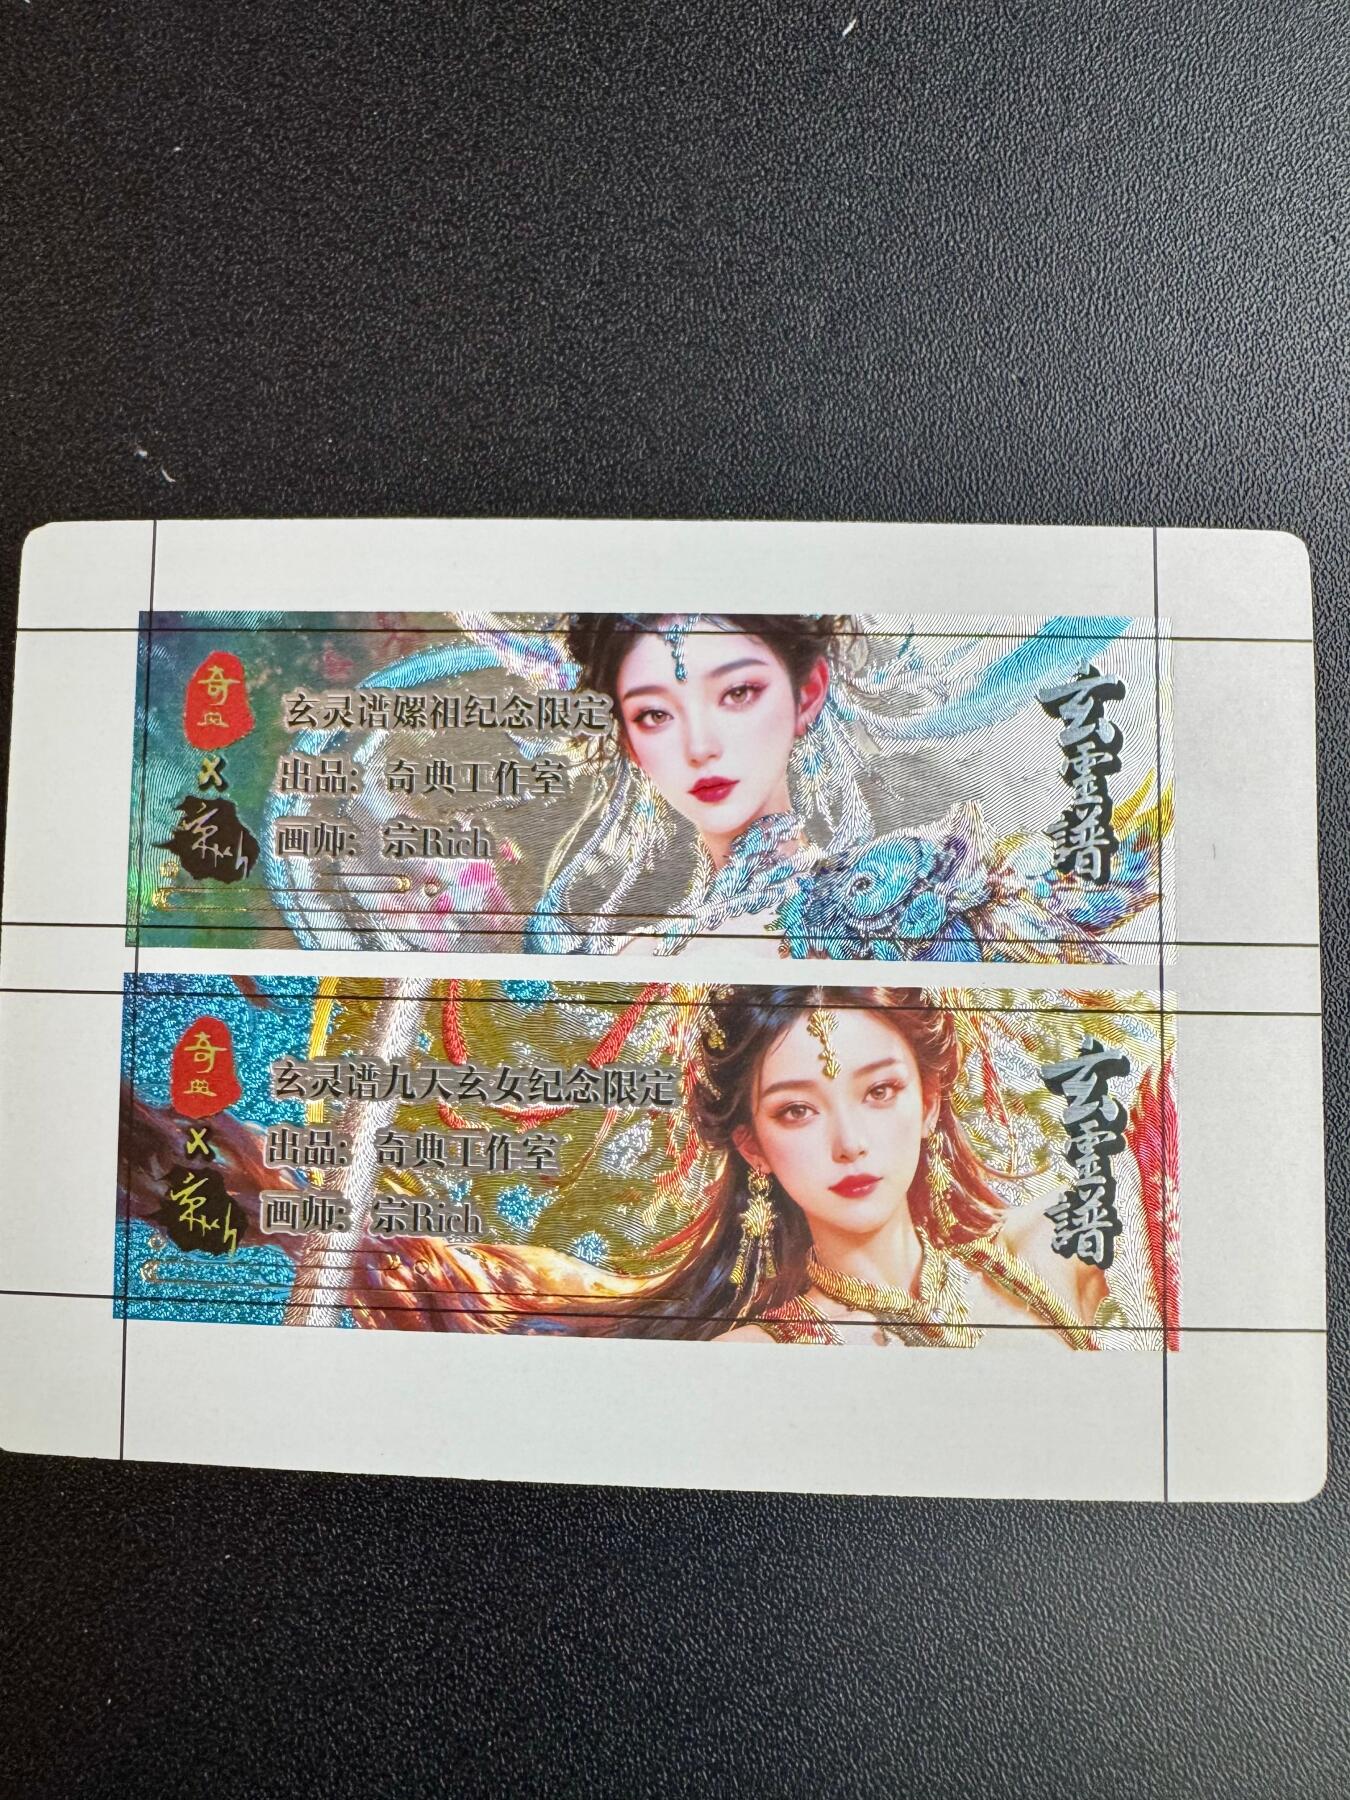 奇
典
X
玄灵谱嫘祖纪念限定
出品：奇典工作室
画师：宗Rich
玄靈譜
奇
典
X
玄灵谱九天玄女纪念限定
出品：奇典工作室
画师：宗Rich
玄靈譜